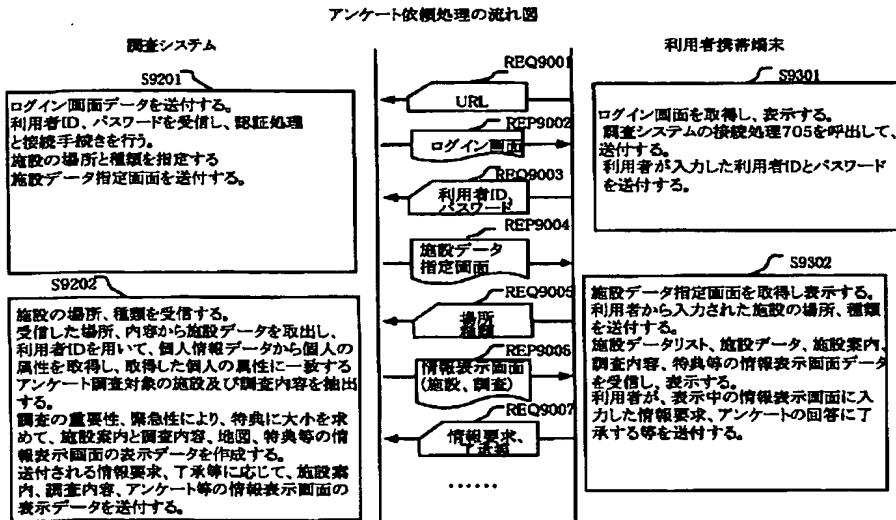 アンケート依頼処理の流れ図
調査システム
利用者携帯端末
S9201
ログイン画面データを送付する。
利用者ID、パスワードを受信し、認証処理
と接続手続きを行う。
施設の場所と種類を指定する
施設データ指定画面を送付する。
S9202
施設の場所、種類を受信する。
受信した場所、内容から施設データを取出し、
利用者IDを用いて、個人情報データから個人の
属性を取得し、取得した個人の属性に一致する
アンケート調査対象の施設及び調査内容を抽出
する。
調査の重要性、緊急性により、特典に大小を求
めて、施設案内と調査内容、地図、特典等の情
報表示画面の表示データを作成する。
送付される情報要求、了承等に応じて、施設案
内、調査内容、アンケート等の情報表示画面の
表示データを送付する。
REQ9001
URL
REP9002
ログイン画面
REQ9003
利用者ID、
パスワード
REP9004
施設データ
指定画面
REQ9005
場所
種類
REP9006
情報表示画面
(施設、調査)
REQ9007
情報要求、
了承等
......
S9301
ログイン画面を取得し、表示する。
調査システムの接続処理705を呼出して、
送付する。
利用者が入力した利用者IDとパスワード
を送付する。
S9302
施設データ指定画面を取得し表示する。
利用者から入力された施設の場所、種類
を送付する。
施設データリスト、施設データ、施設案内、
調査内容、特典等の情報表示画面データ
を受信し、表示する。
利用者が、表示中の情報表示画面に入
力した情報要求、アンケートの回答に了
承する等を送付する。